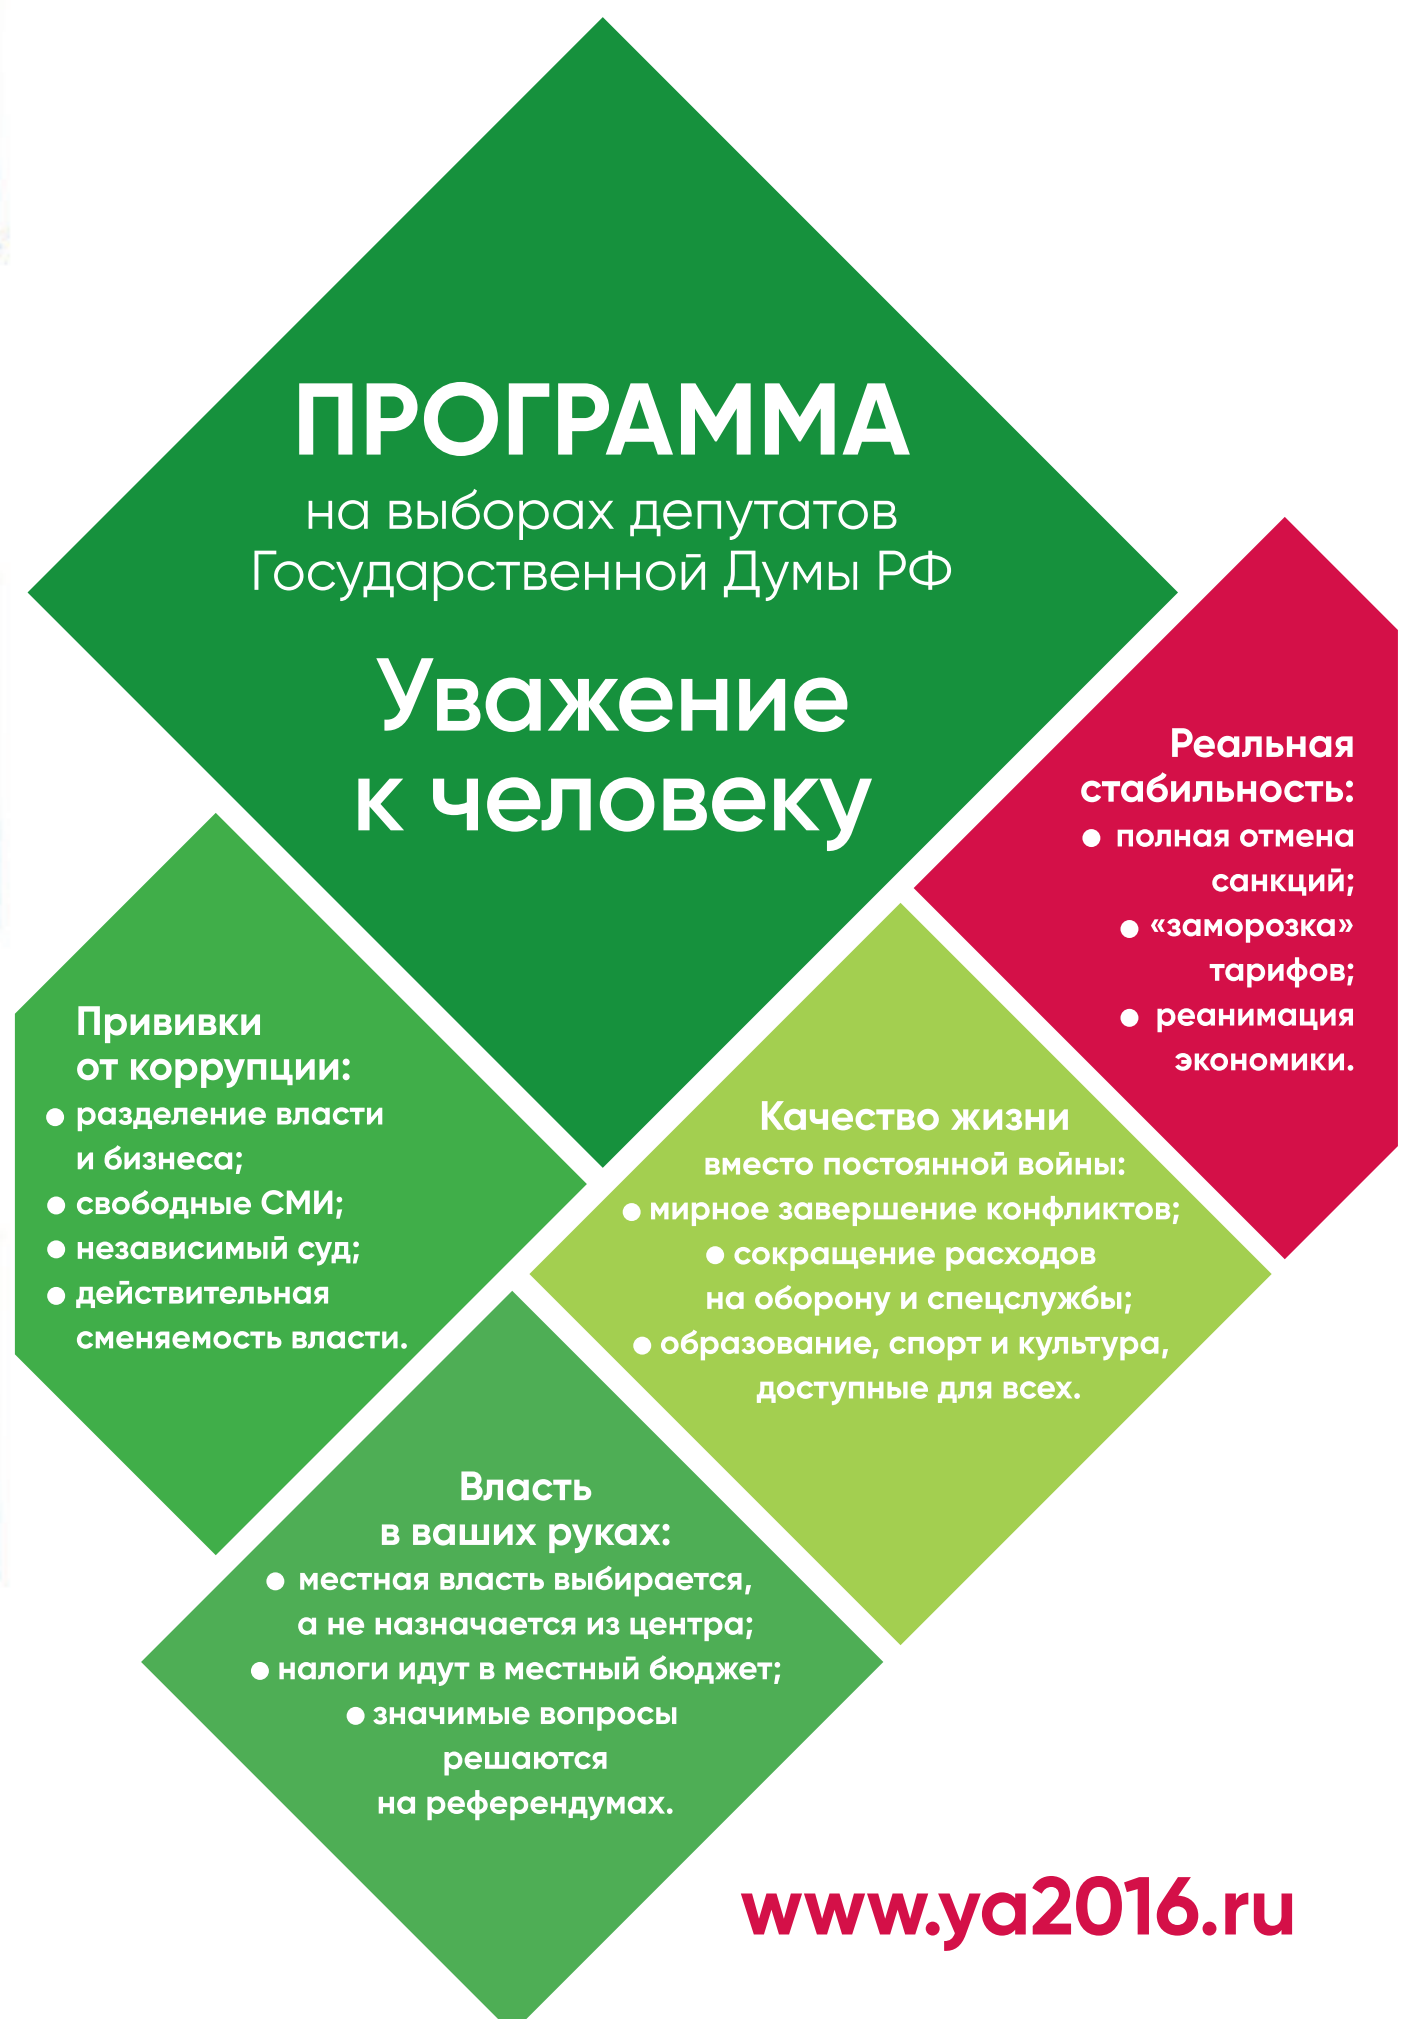 ПРОГРАММА
на выборах депутатов
Государственной Думы РФ
Уважение
к человеку
Реальная
стабильность:
● полная отмена
санкций;
● «заморозка»
тарифов;
● реанимация
экономики.
Прививки
от коррупции:
● разделение власти
и бизнеса;
● свободные СМИ;
● независимый суд;
● действительная
сменяемость власти.
Качество жизни
вместо постоянной войны:
● мирное завершение конфликтов;
● сокращение расходов
на оборону и спецслужбы;
● образование, спорт и культура,
доступные для всех.
Власть
в ваших руках:
● местная власть выбирается,
а не назначается из центра;
● налоги идут в местный бюджет;
● значимые вопросы
решаются
на референдумах.
www.ya2016.ru